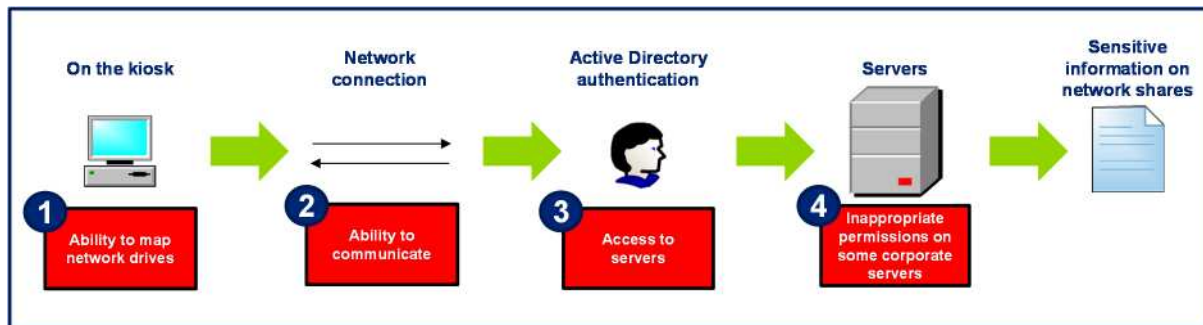 On the kiosk
Network
connection
Active Directory
authentication
Servers
Sensitive
information on
network shares
1
Ability to map
network drives
2
Ability to
communicate
3
Access to
servers
4
Inappropriate
permissions on
some corporate
servers